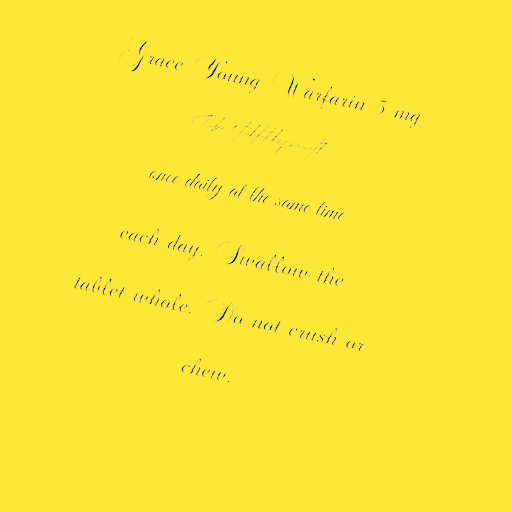 Grace Young Warfarin 5 mg
once daily at the same time
each day. Swallow the
tablet whole. Do not crush or
chew.